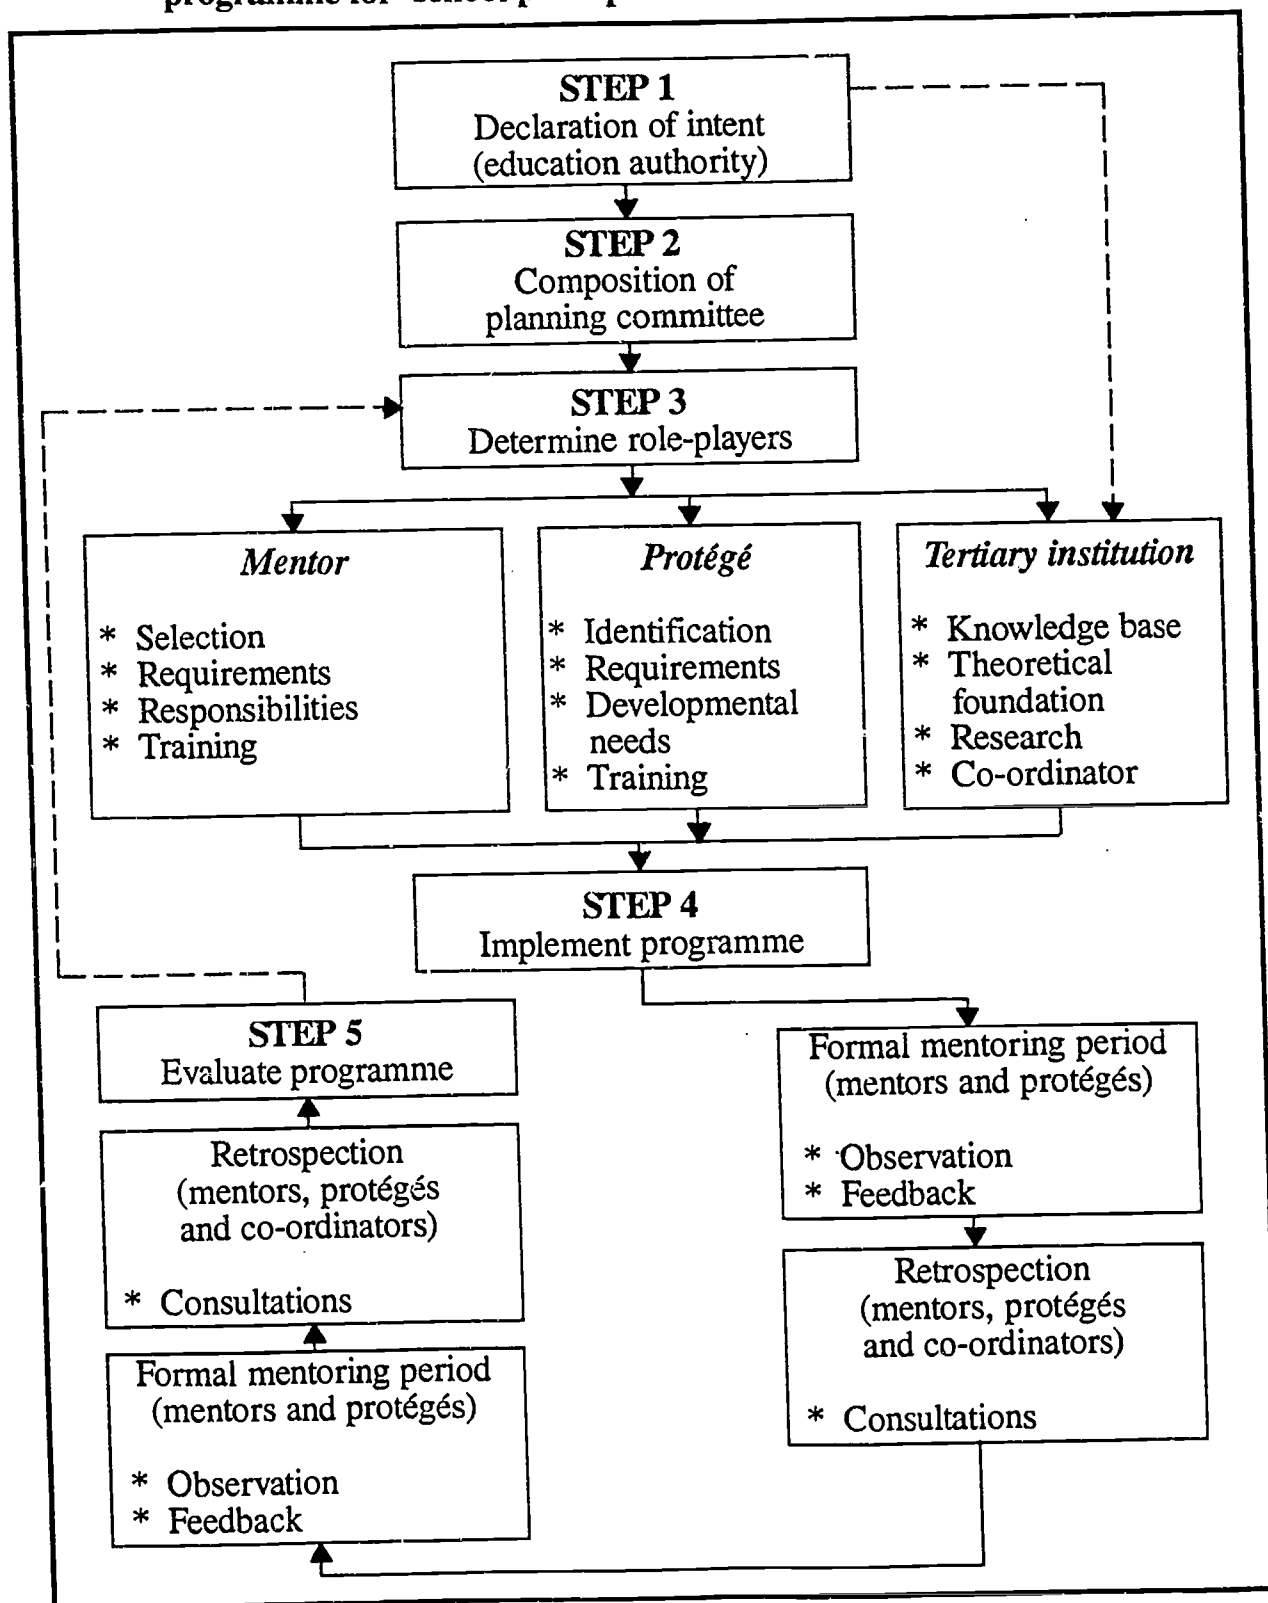 programme for school
STEP 1
Declaration of intent
(education authority)
STEP 2
Composition of
planning committee
STEP 3
Determine role-players
Mentor
* Selection
* Requirements
* Responsibilities
* Training
Protégé
* Identification
* Requirements
* Developmental
needs
* Training
Tertiary institution
* Knowledge base
* Theoretical
foundation
* Research
* Co-ordinator
STEP 4
Implement programme
Formal mentoring period
(mentors and protégés)
* Observation
* Feedback
Retrospection
(mentors, protégés
and co-ordinators)
* Consultations
Formal mentoring period
(mentors and protégés)
* Observation
* Feedback
Retrospection
(mentors, protégés
and co-ordinators)
* Consultations
STEP 5
Evaluate programme